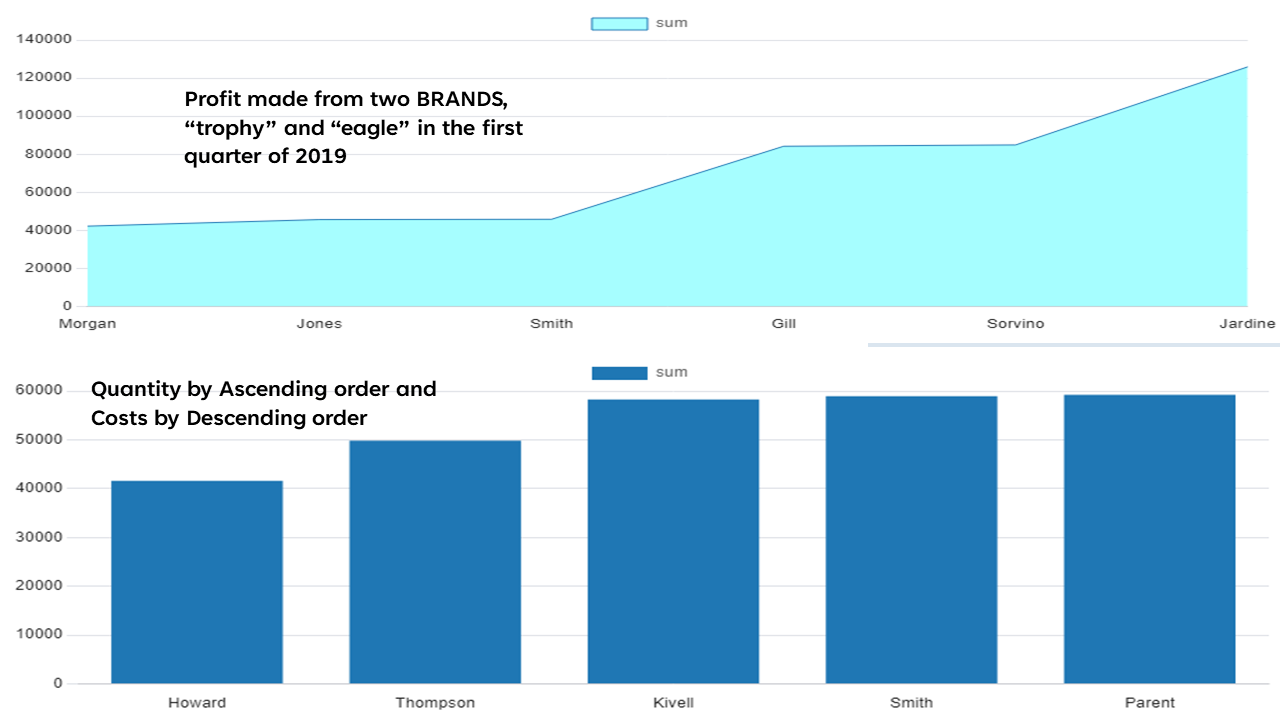 sum
140000
120000
100000
80000
60000
40000
20000
0
Profit made from two BRANDS,
“trophy” and “eagle” in the first
quarter of 2019
Morgan Jones Smith Gill Sorvino Jardine
sum
Quantity by Ascending order and
Costs by Descending order
60000
50000
40000
30000
20000
10000
0
Howard Thompson Kivell Smith Parent